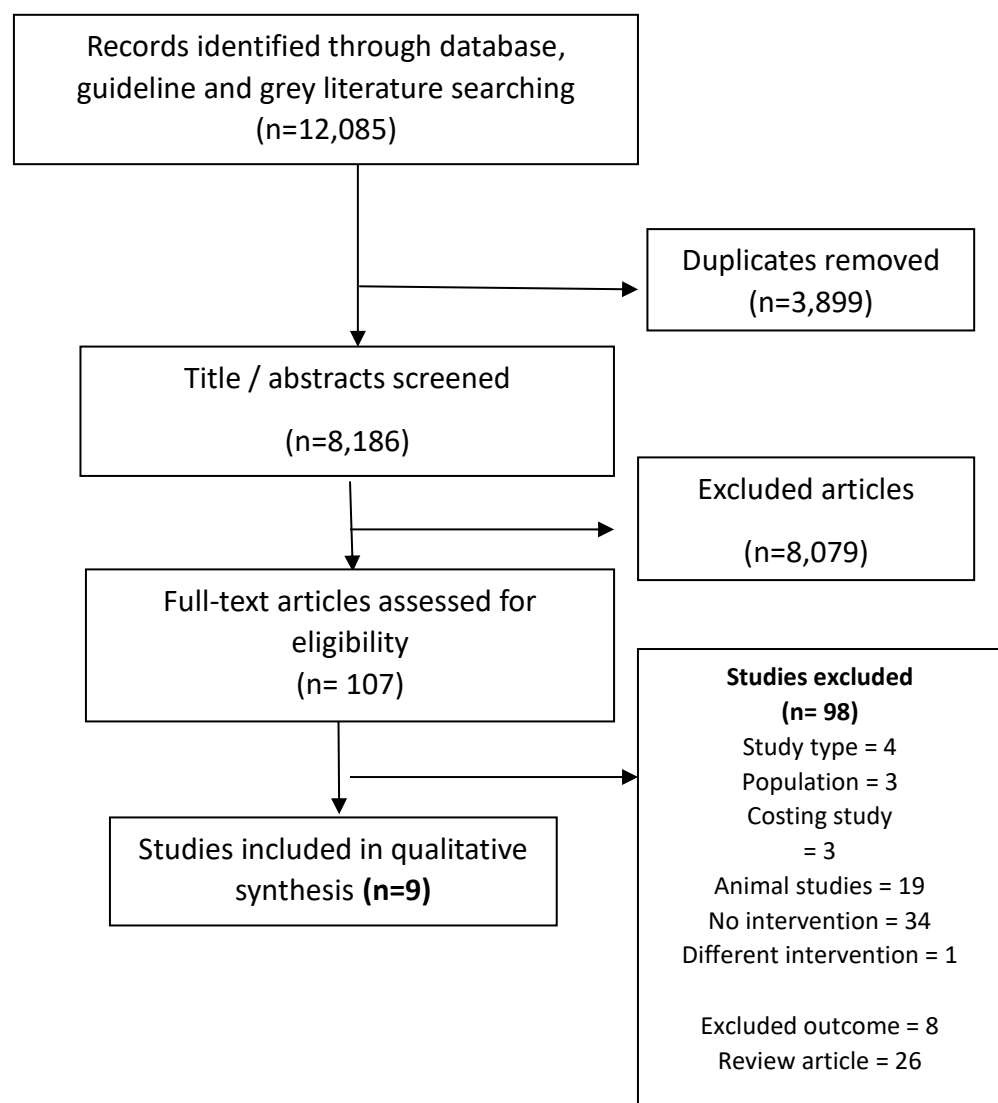 Records identified through database,
guideline and grey literature searching
(n=12,085)
Duplicates removed
(n=3,899)
Title / abstracts screened
(n=8,186)
Excluded articles
(n=8,079)
Full-text articles assessed for
eligibility
(n= 107)
Studies excluded
(n= 98)
Study type = 4
Population = 3
Costing study
= 3
Animal studies = 19
No intervention = 34
Different intervention = 1
Excluded outcome = 8
Review article = 26
Studies included in qualitative
synthesis (n=9)